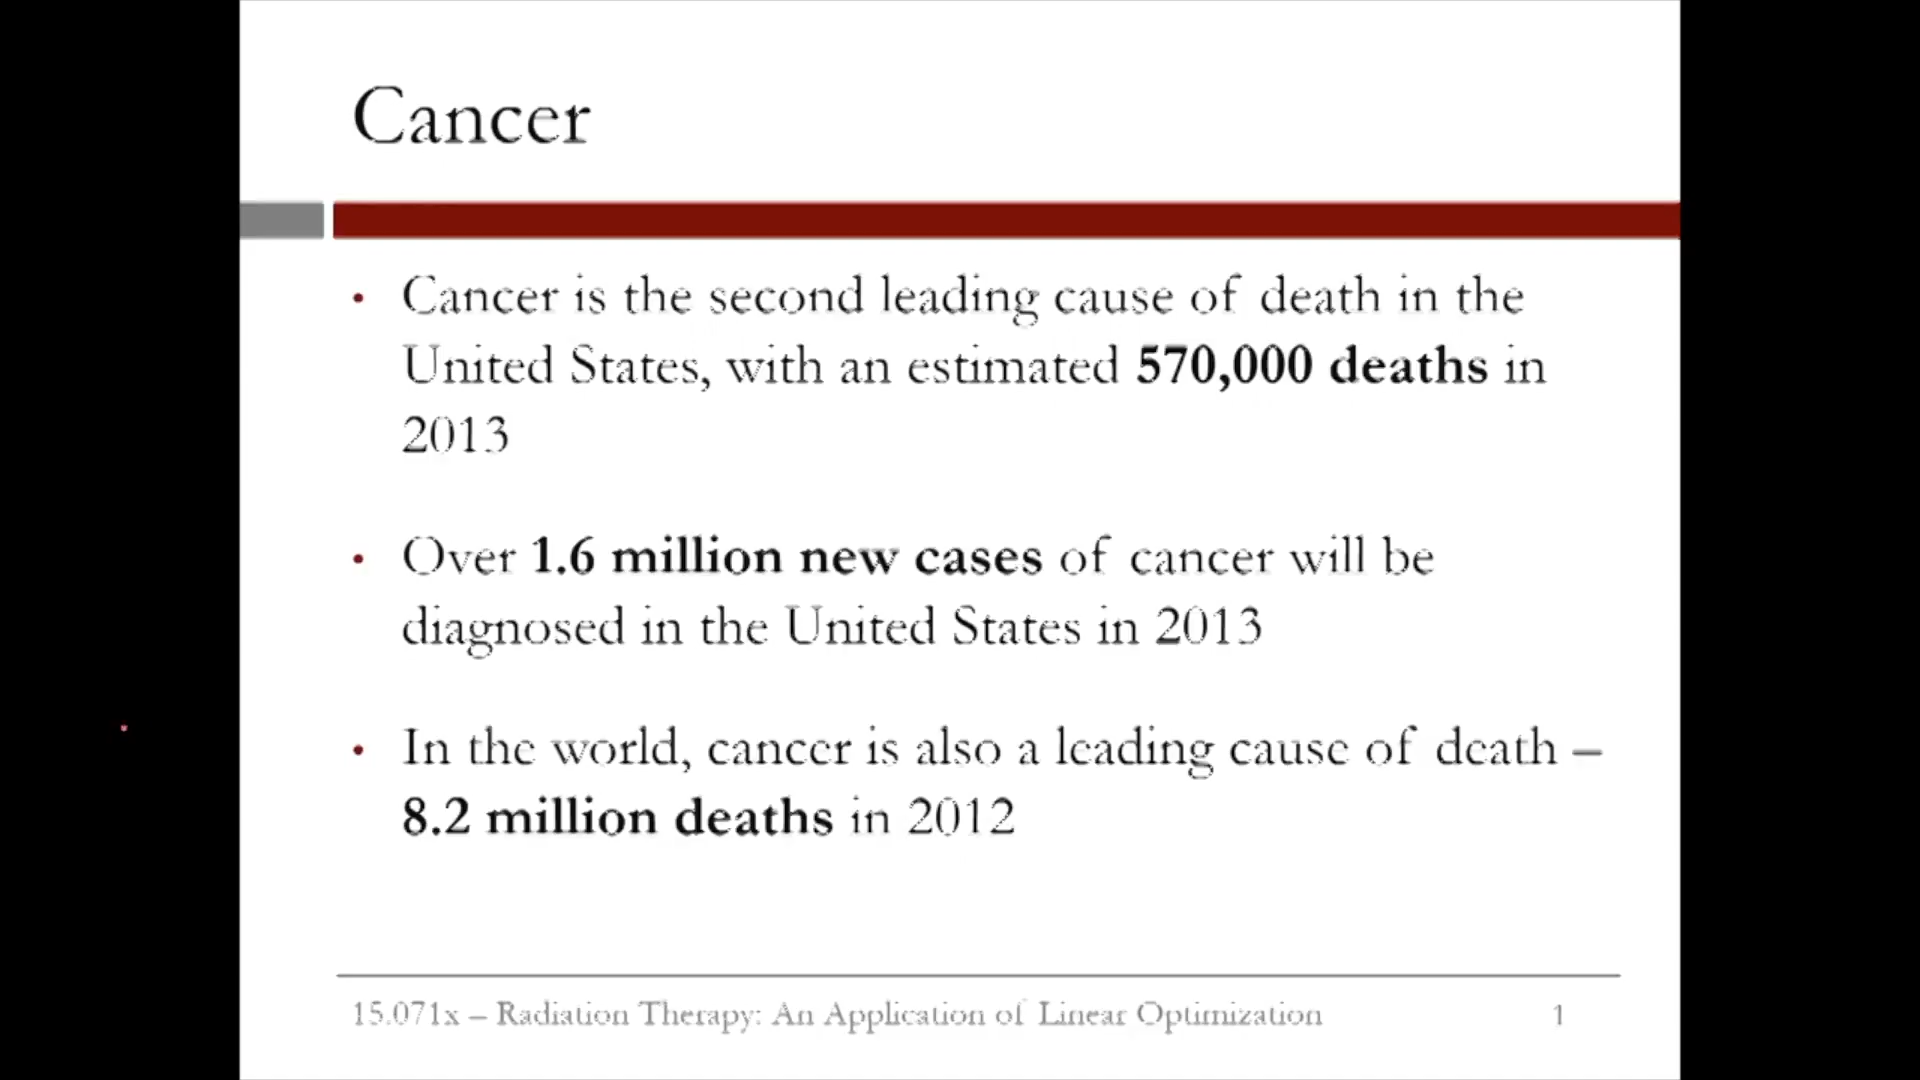 Cancer
• Cancer is the second leading cause of death in the
United States, with an estimated 570,000 deaths in
2013
• Over 1.6 million new cases of cancer will be
diagnosed in the United States in 2013
• In the world, cancer is also a leading cause of death –
8.2 million deaths in 2012
15.071x – Radiation Therapy: An Application of Linear Optimization 1